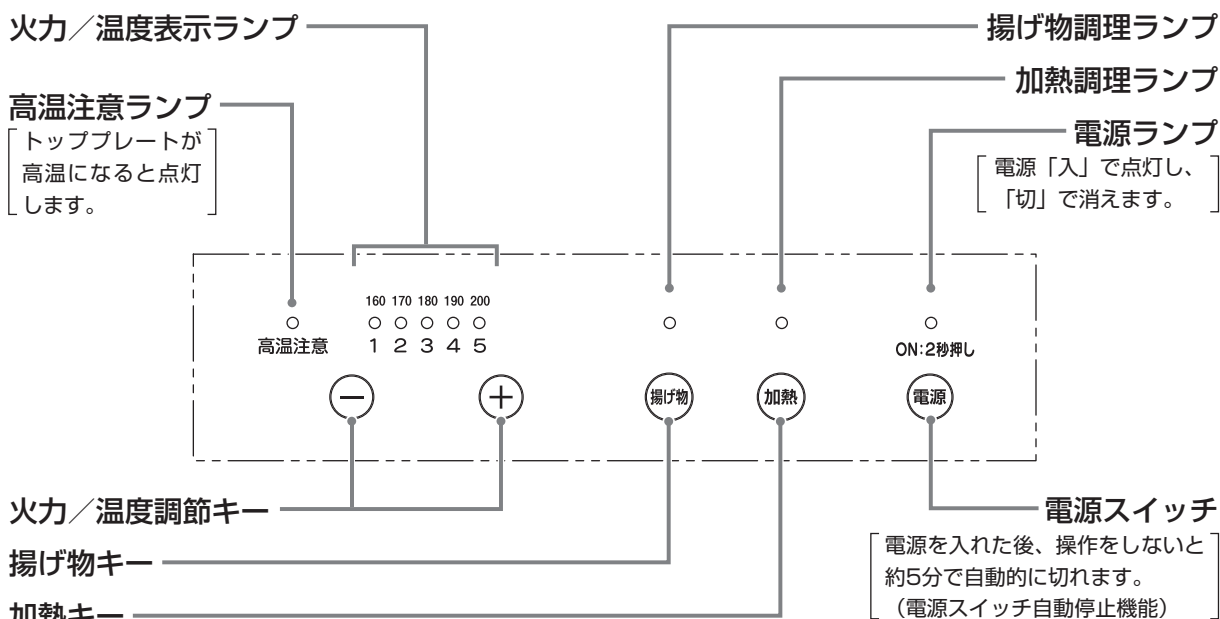 火力／温度表示ランプ
揚げ物調理ランプ
加熱調理ランプ
高温注意ランプ
トッププレートが
高温になると点灯
します。
電源ランプ
電源「入」で点灯し、
「切」で消えます。
160 170 180 190 200
高温注意 1 2 3 4 5
ON:2秒押し
− + 揚げ物 加熱 電源
火力／温度調節キー
揚げ物キー
加熱キー
電源スイッチ
電源を入れた後、操作をしないと
約5分で自動的に切れます。
（電源スイッチ自動停止機能）